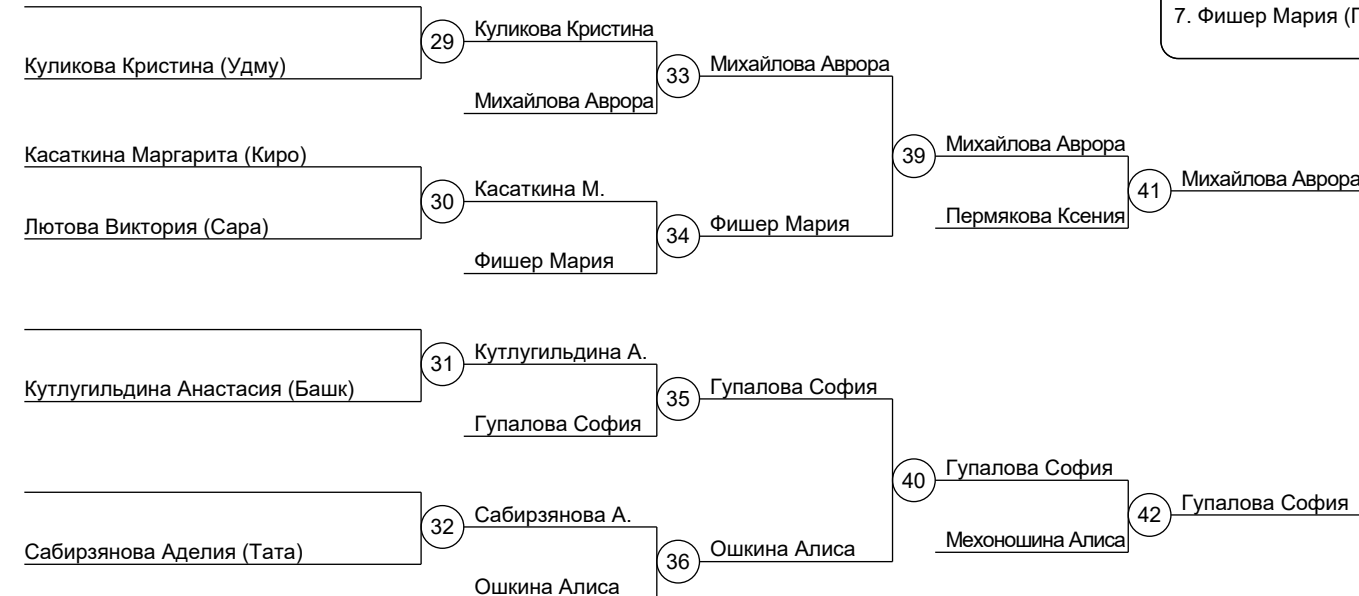 7. Фишер Мария (П
29
Куликова Кристина
Куликова Кристина (Удму)
33
Михайлова Аврора
Михайлова Аврора
39
Михайлова Аврора
Касаткина Маргарита (Киро)
30
Касаткина М.
41
Михайлова Аврора
Лютова Виктория (Сара)
34
Фишер Мария
Пермякова Ксения
Фишер Мария
31
Кутлугильдина А.
Кутлугильдина Анастасия (Башк)
35
Гупалова София
Гупалова София
40
Гупалова София
32
Сабирзянова А.
42
Гупалова София
Сабирзянова Аделия (Тата)
36
Ошкина Алиса
Мехоношина Алиса
Ошкина Алиса